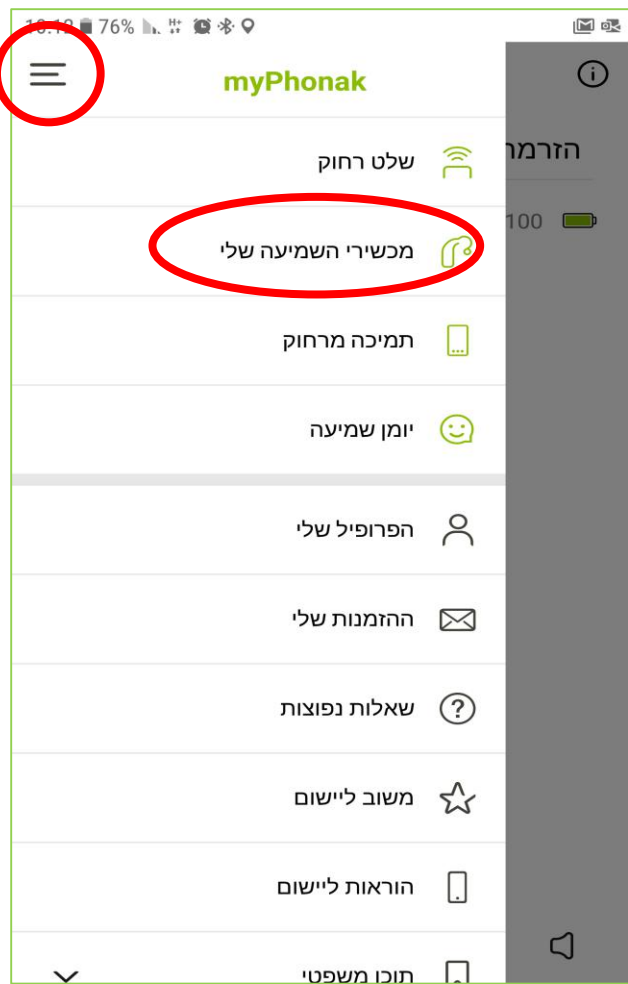 76%
myPhonak
הזרמ
100
שלט רחוק
מכשירי השמיעה שלי
תמיכה מרחוק
יומן שמיעה
הפרופיל שלי
ההזמנות שלי
שאלות נפוצות
משוב ליישום
הוראות ליישום
תוכן משפטי